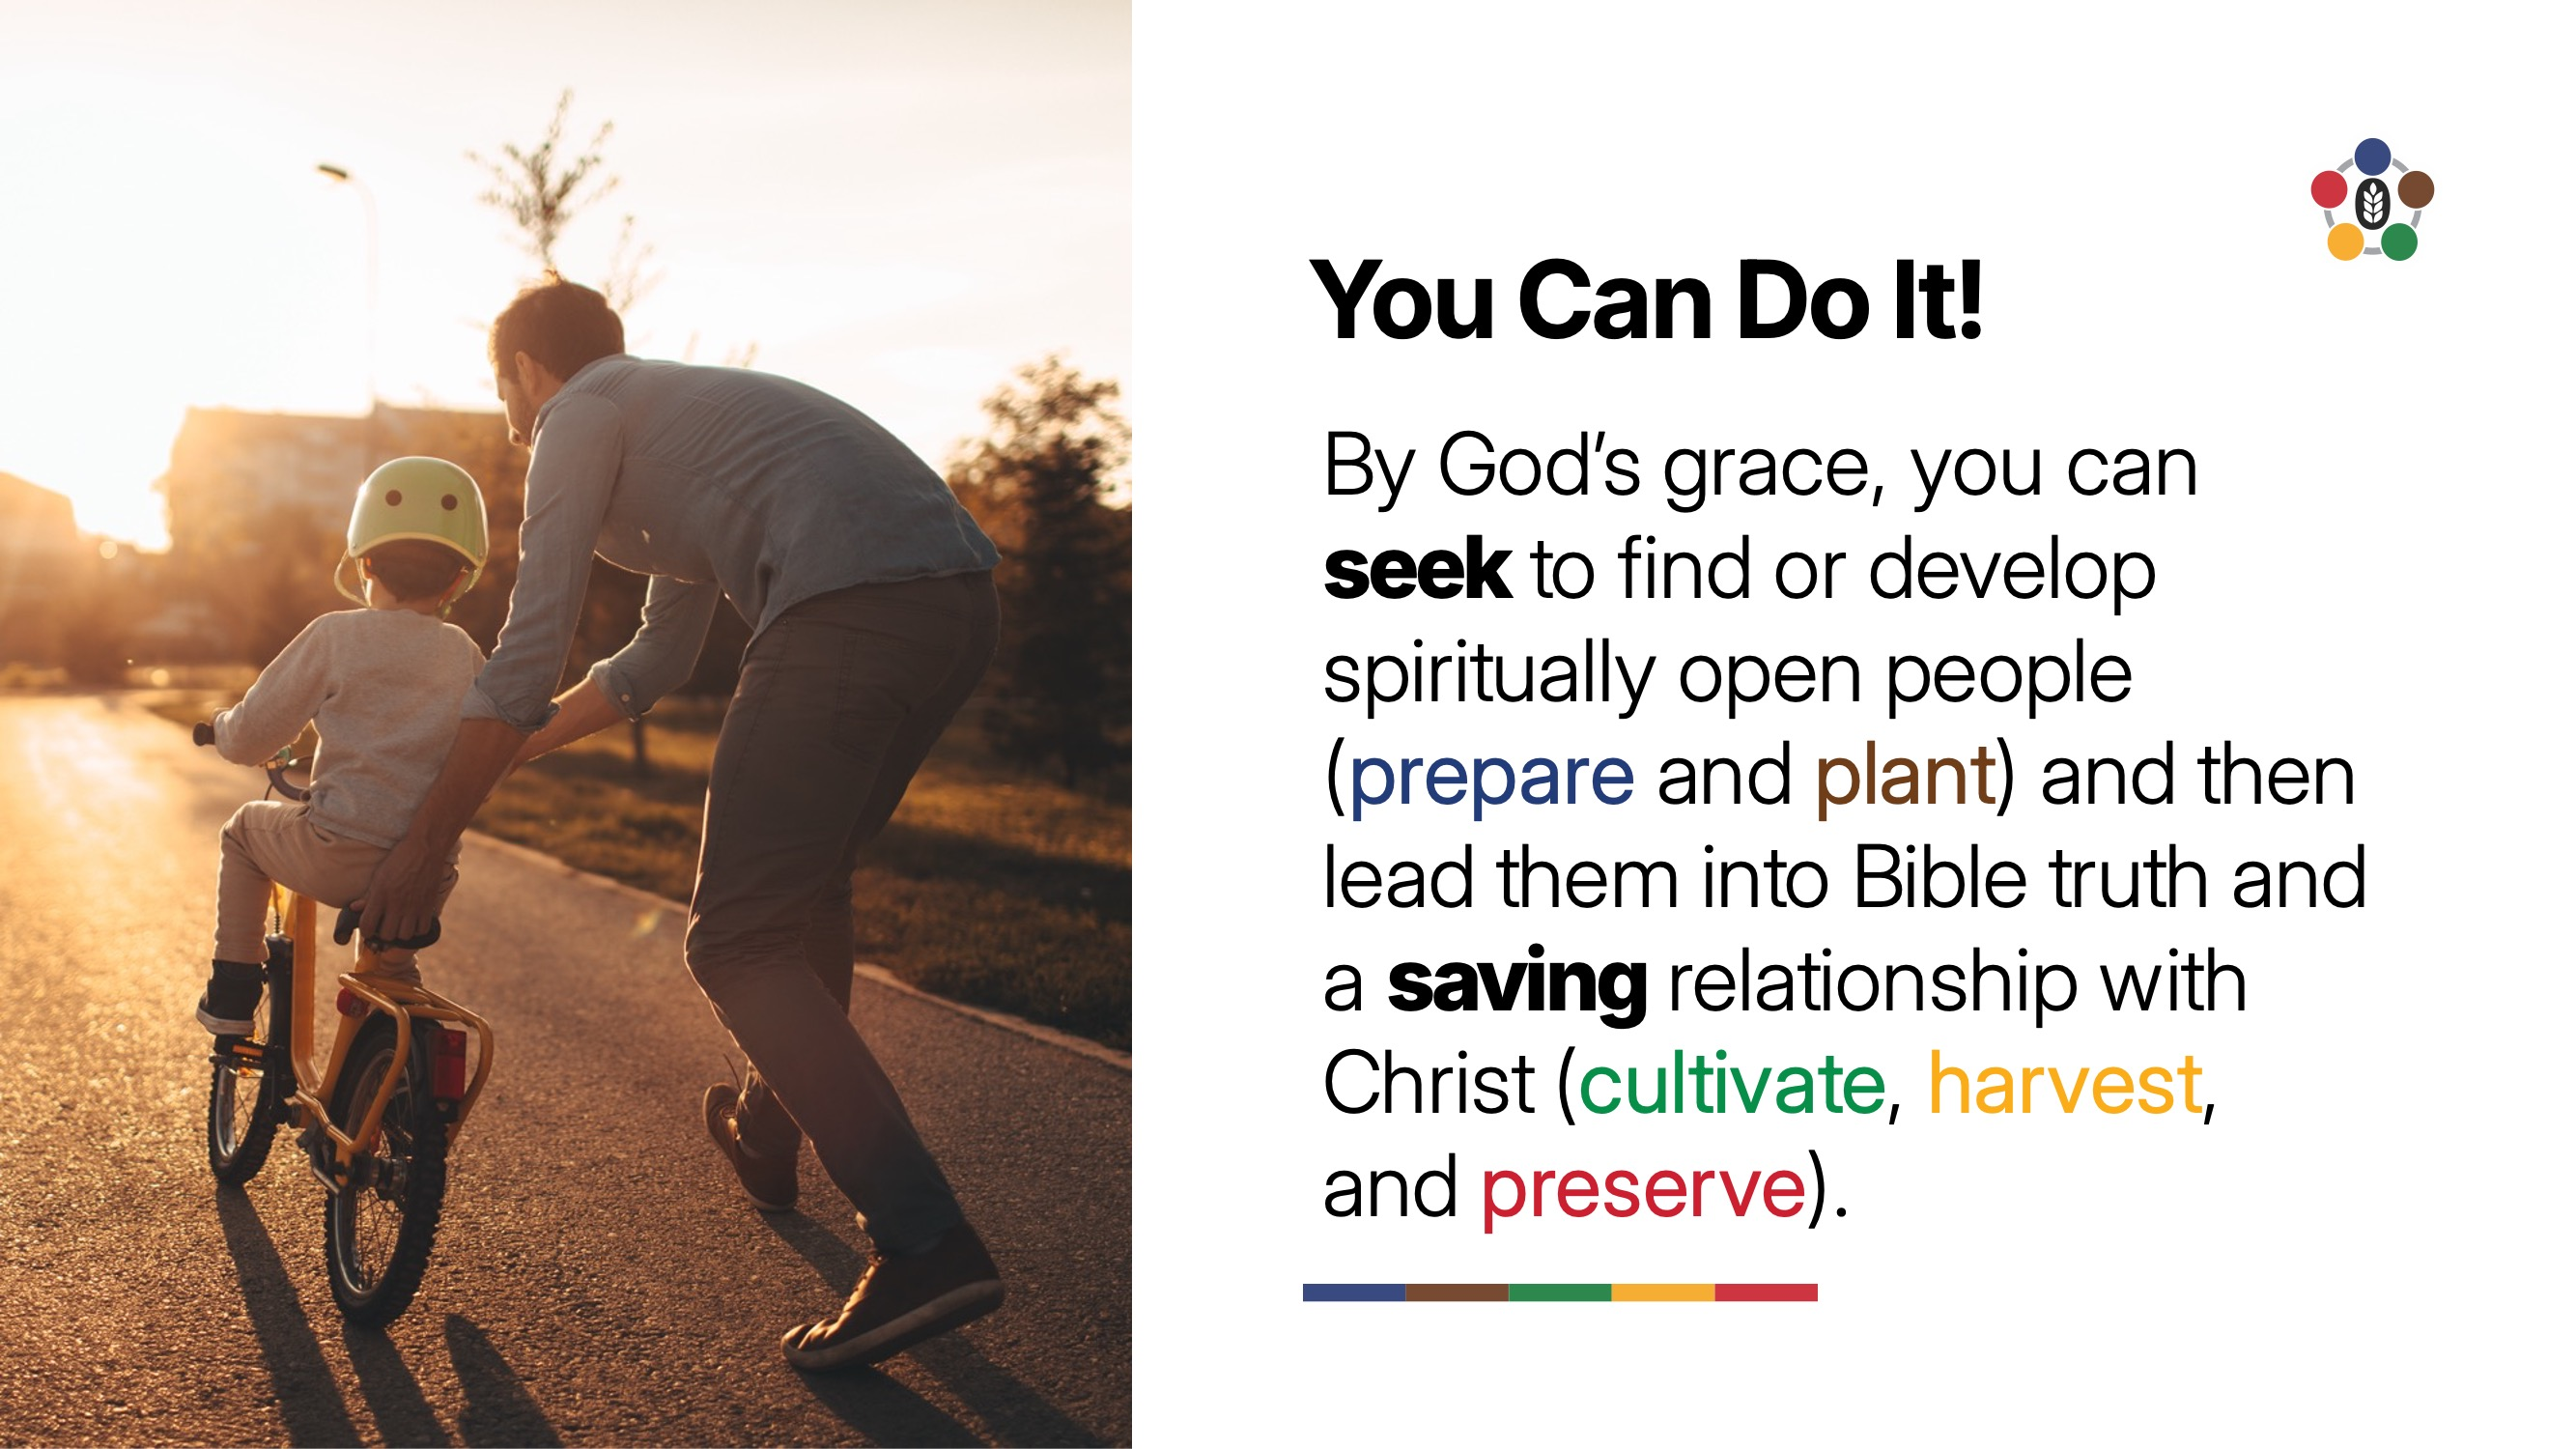 You Can Do It!
By God’s grace, you can
seek to find or develop
spiritually open people
(prepare and plant) and then
lead them into Bible truth and
a saving relationship with
Christ (cultivate, harvest,
and preserve).